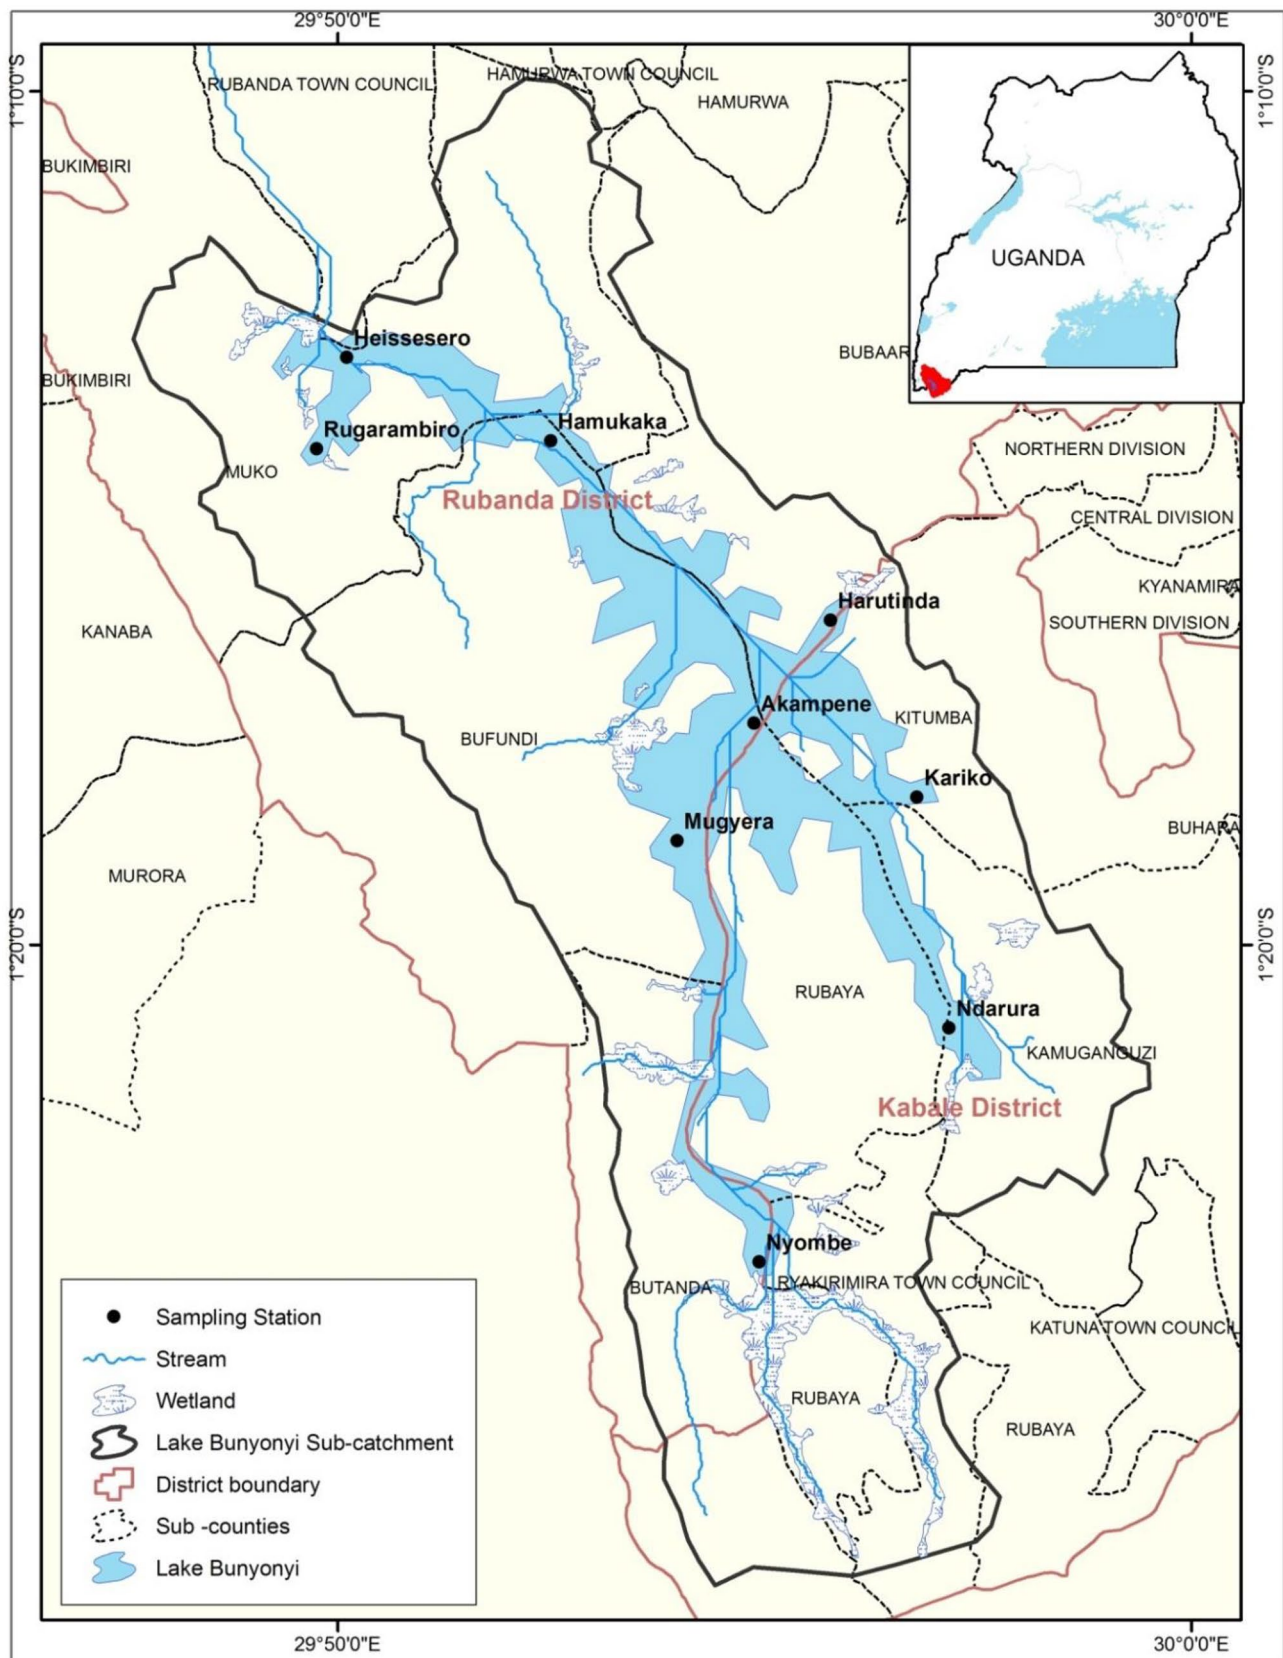 29°50'0"E
30°0'0"E
1°10'0"S
1°10'0"S
RUBANDA TOWN COUNCIL
HAMURWA TOWN COUNCIL
HAMURWA
BUKIMBIRI
UGANDA
Heissesero
BUBAAR
BUKIMBIRI
Rugarambiro
Hamukaka
NORTHERN DIVISION
MUKO
Rubanda District
CENTRAL DIVISION
KYANAMIRA
Harutinda
SOUTHERN DIVISION
KANABA
Akampene
KITUMBA
BUFUNDI
Kariko
Mugyera
BUHARA
MURORA
1°20'0"S
1°20'0"S
RUBAYA
Ndarura
KAMUGANGUZI
Kabale District
Nyombe
BUTANDA
RYAKIRIMIRA TOWN COUNCIL
KATUNA TOWN COUNCIL
RUBAYA
RUBAYA
Sampling Station
Stream
Wetland
Lake Bunyonyi Sub-catchment
District boundary
Sub -counties
Lake Bunyonyi
29°50'0"E
30°0'0"E